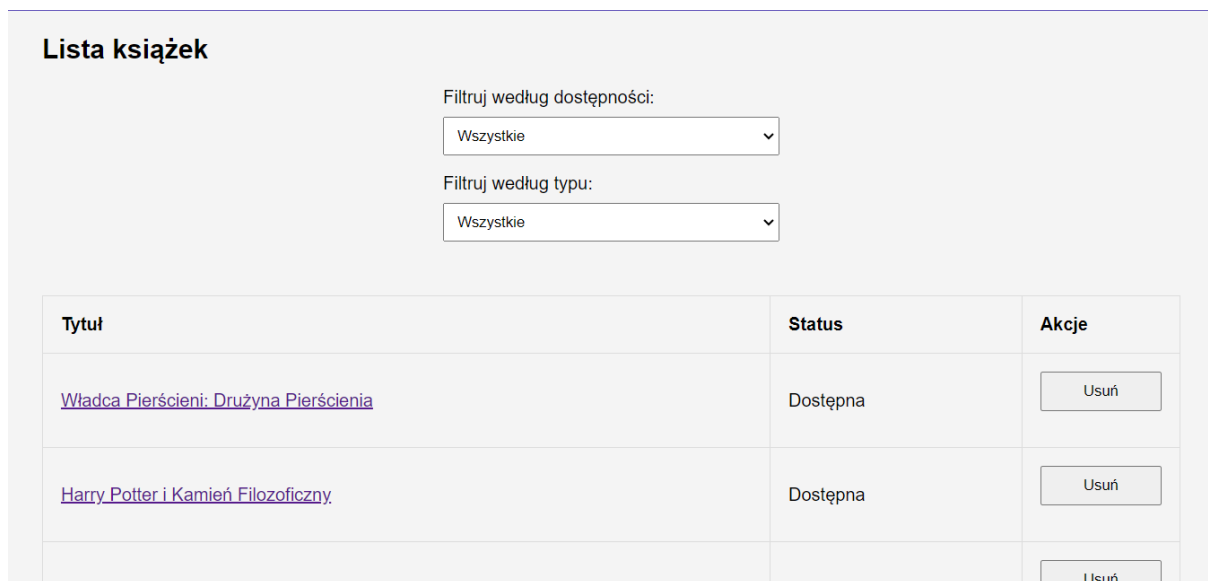 Lista książek
Filtruj według dostępności:
Wszystkie
Filtruj według typu:
Wszystkie
Tytuł Status Akcje
Władca Pierścieni: Drużyna Pierścienia Dostępna Usuń
Harry Potter i Kamień Filozoficzny Dostępna Usuń
Usuń